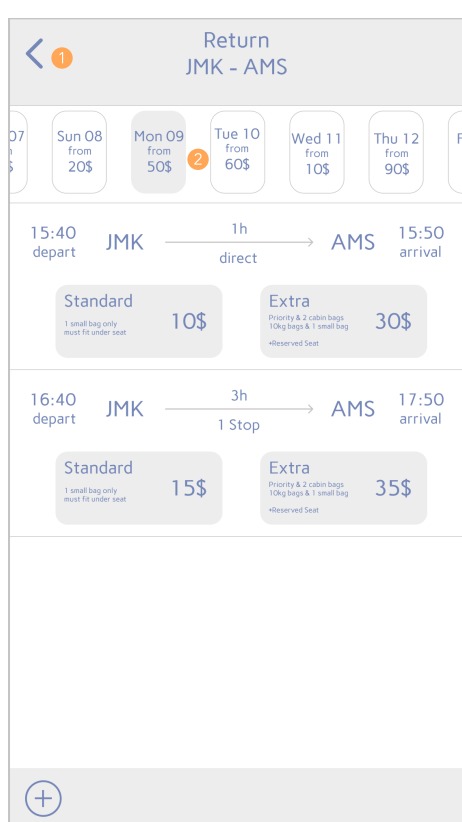 Return
1
JMK - AMS
07
Sun 08
from
20$
Mon 09
from
50$
2
Tue 10
from
60$
Wed 11
from
10$
Thu 12
from
90$
F
15:40
depart
JMK
1h
direct
AMS
15:50
arrival
Standard
1 small bag only
must fit under seat
10$
Extra
Priority & 2 cabin bags
10kg bags & 1 small bag
+Reserved Seat
30$
16:40
depart
JMK
3h
1 Stop
AMS
17:50
arrival
Standard
1 small bag only
must fit under seat
15$
Extra
Priority & 2 cabin bags
10kg bags & 1 small bag
+Reserved Seat
35$